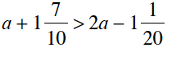 a + 1 7/10 > 2a − 1 1/20